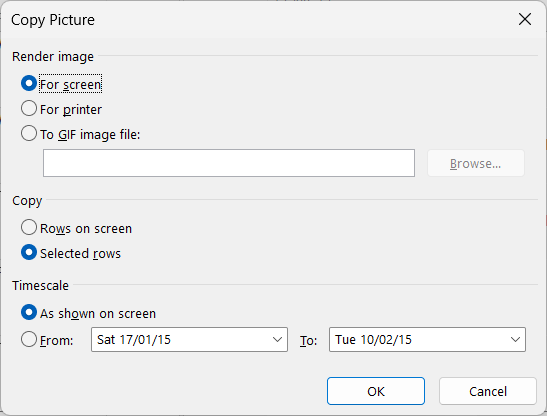 Copy Picture
Render image
For screen
For printer
To GIF image file:
Browse...
Copy
Rows on screen
Selected rows
Timescale
As shown on screen
From: Sat 17/01/15 To: Tue 10/02/15
OK Cancel